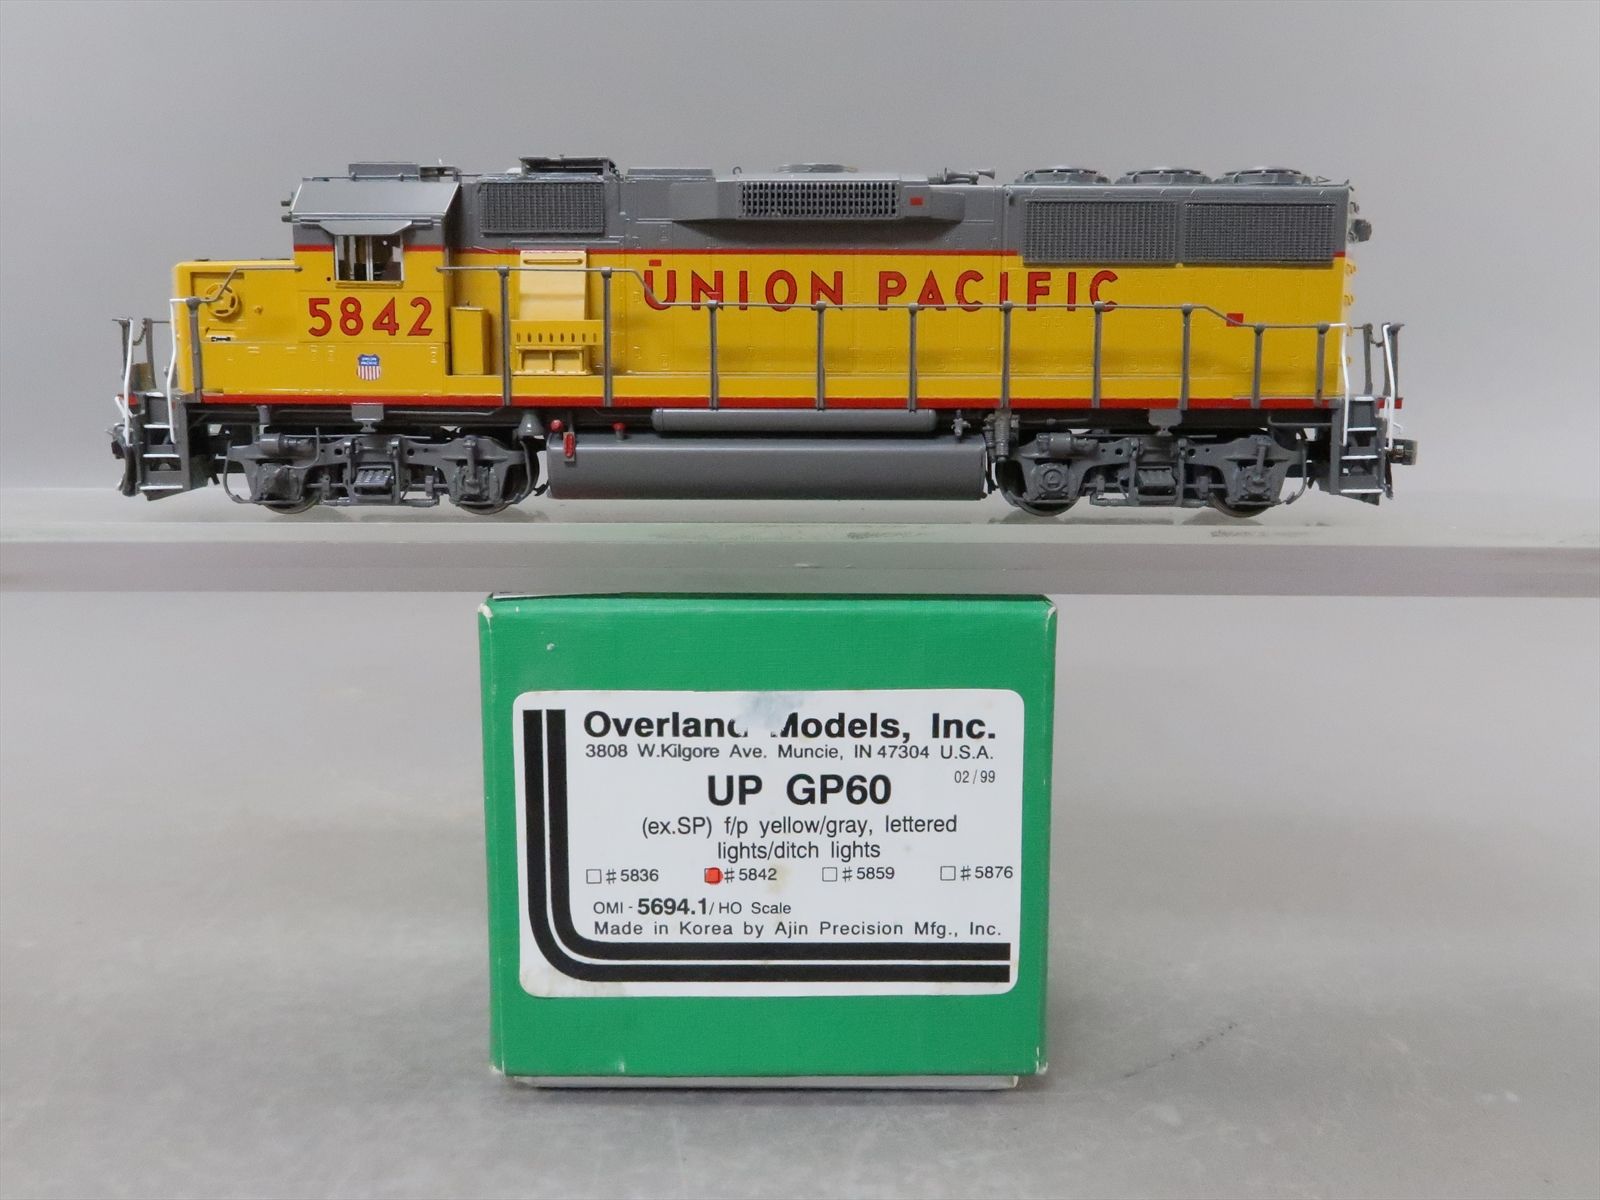 UNION PACIFIC
5842
UNION
PACIFIC
Overland Models, Inc.
3808 W.Kilgore Ave. Muncie, IN 47304 U.S.A.
02/99
UP GP60
(ex.SP) f/p yellow/gray, lettered
lights/ditch lights
#5836 #5842 #5859 #5876
OMI-5694.1/HO Scale
Made in Korea by Ajin Precision Mfg., Inc.